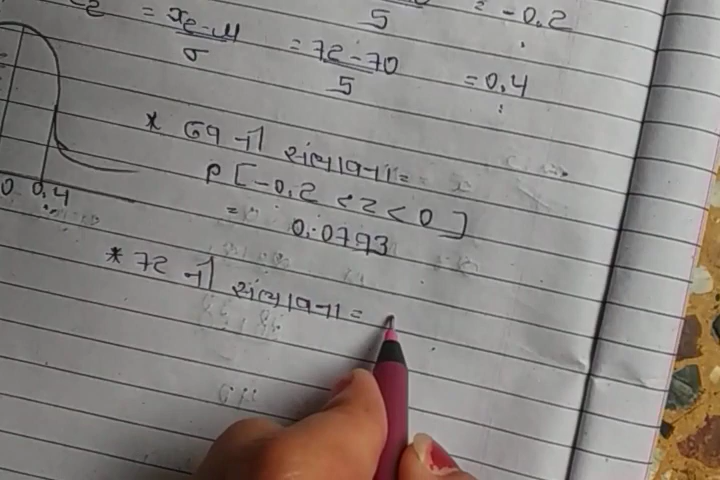 5 = -0.2
z₂ = x₂-μ / σ = 72-70 / 5 = 0.4
0 0.4
* 69 ની સંભાવના =
P [-0.2 < z < 0]
= 0.0793
* 72 ની સંભાવના =